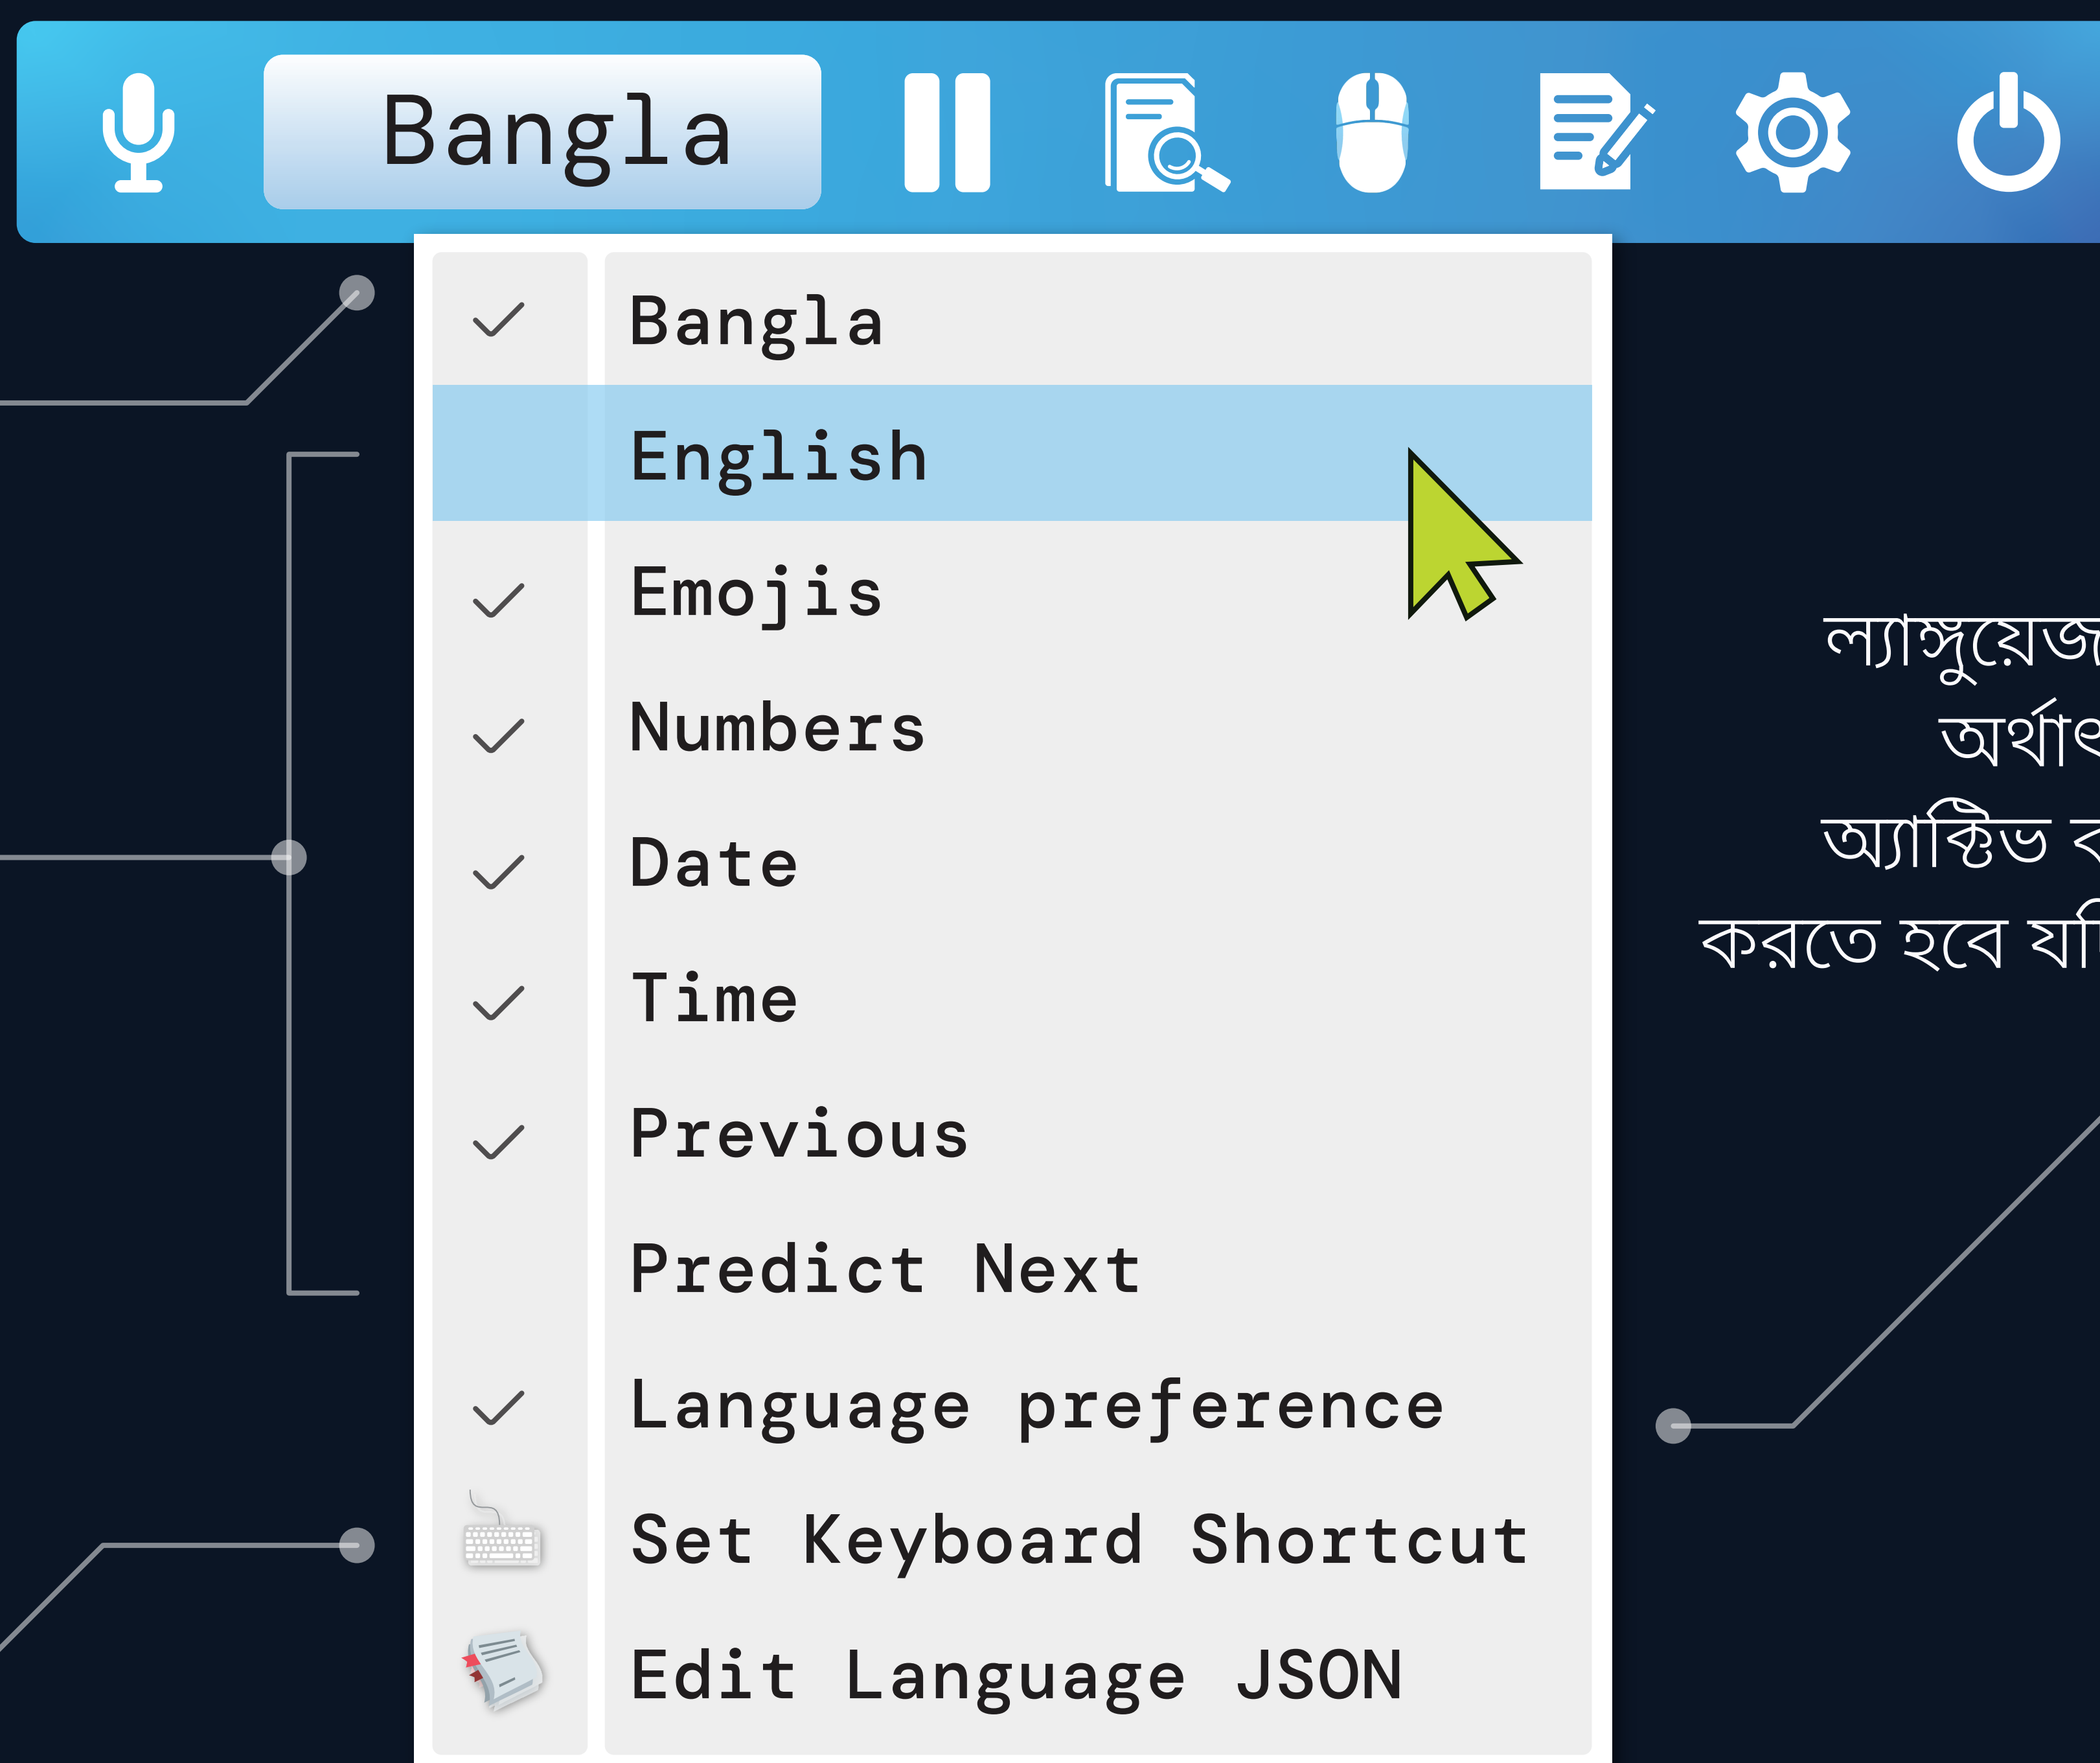 Bangla
Bangla
English
Emojis
Numbers
Date
Time
Previous
Predict Next
Language preference
Set Keyboard Shortcut
Edit Language JSON
ল্যাঙ্গুয়েজ
অর্থাৎ
অ্যাক্টিভ
করতে হবে